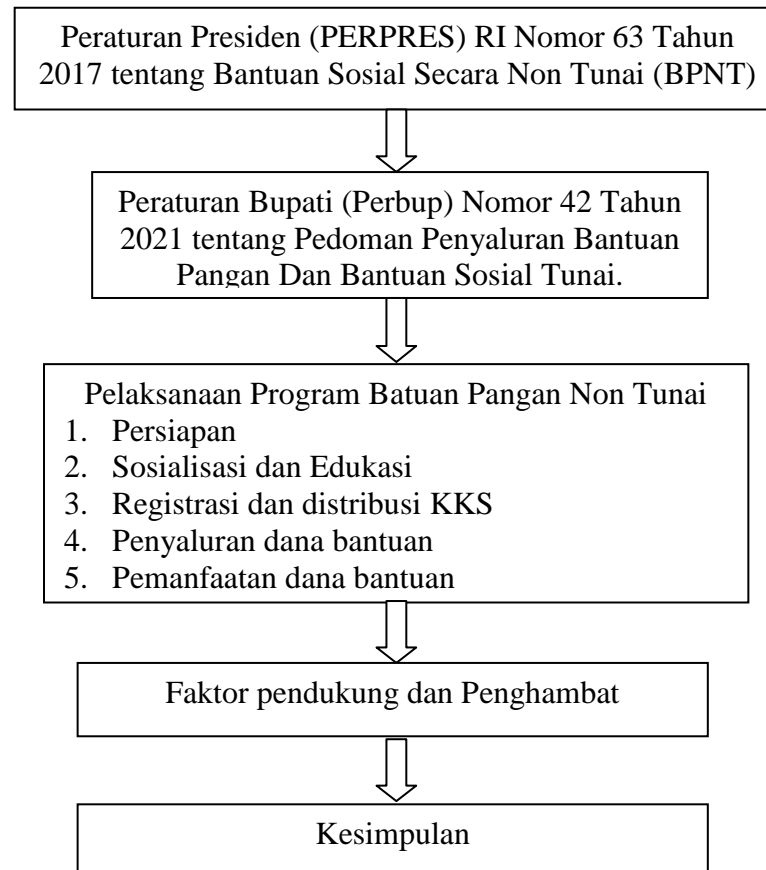 Peraturan Presiden (PERPRES) RI Nomor 63 Tahun
2017 tentang Bantuan Sosial Secara Non Tunai (BPNT)
Peraturan Bupati (Perbup) Nomor 42 Tahun
2021 tentang Pedoman Penyaluran Bantuan
Pangan Dan Bantuan Sosial Tunai.
Pelaksanaan Program Batuan Pangan Non Tunai
1. Persiapan
2. Sosialisasi dan Edukasi
3. Registrasi dan distribusi KKS
4. Penyaluran dana bantuan
5. Pemanfaatan dana bantuan
Faktor pendukung dan Penghambat
Kesimpulan